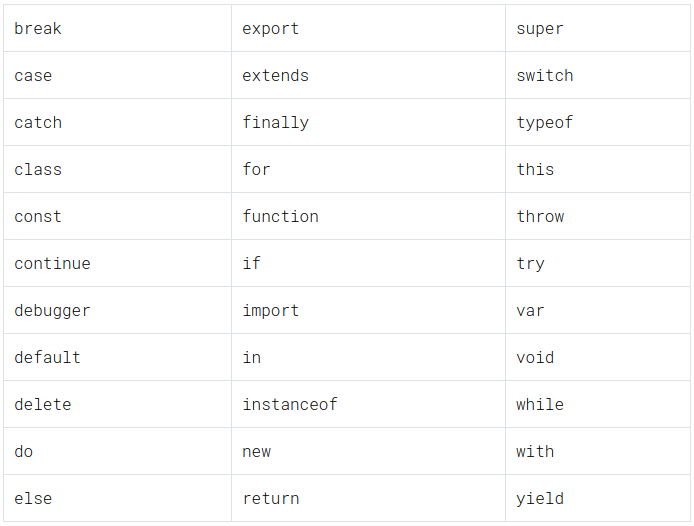 break export super
case extends switch
catch finally typeof
class for this
const function throw
continue if try
debugger import var
default in void
delete instanceof while
do new with
else return yield